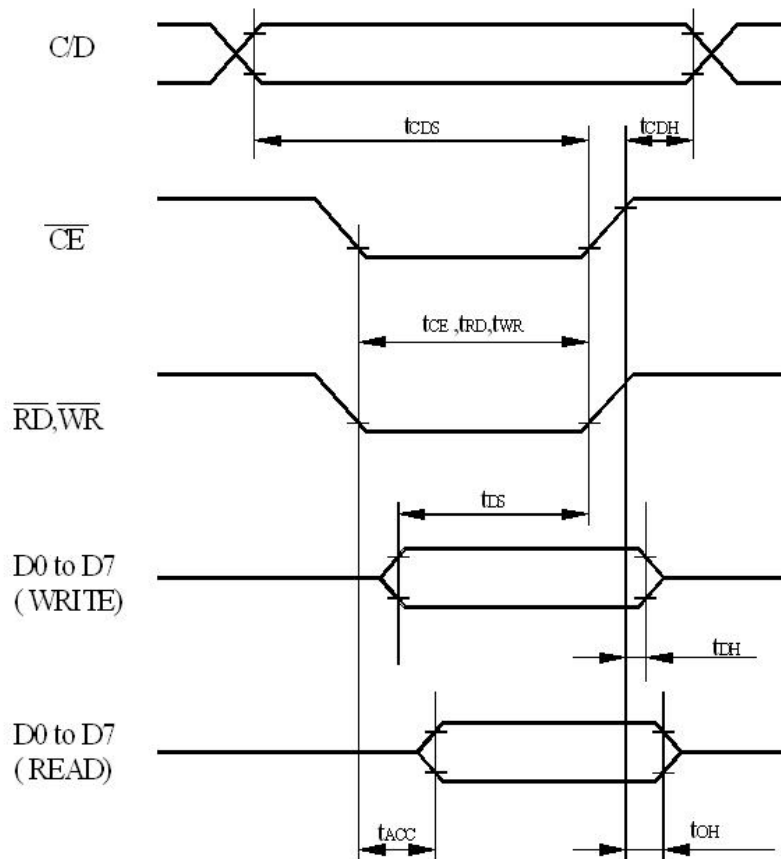 C/D
tCDS
tCDH
CE
tCE ,tRD,tWR
RD,WR
tDS
D0 to D7
( WRITE)
tDH
D0 to D7
( READ)
tACC
tOH